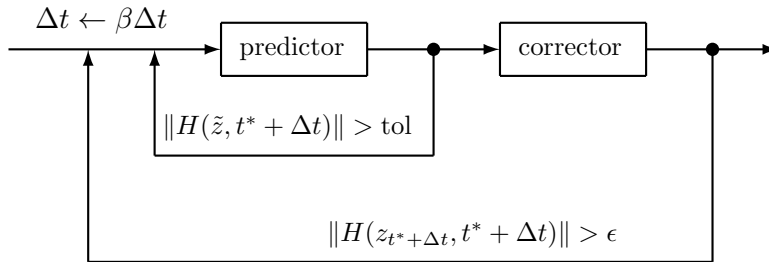 Δt ← βΔt
predictor
corrector
‖H(z̃, t* + Δt)‖ > tol
‖H(z_{t*+Δt}, t* + Δt)‖ > ϵ